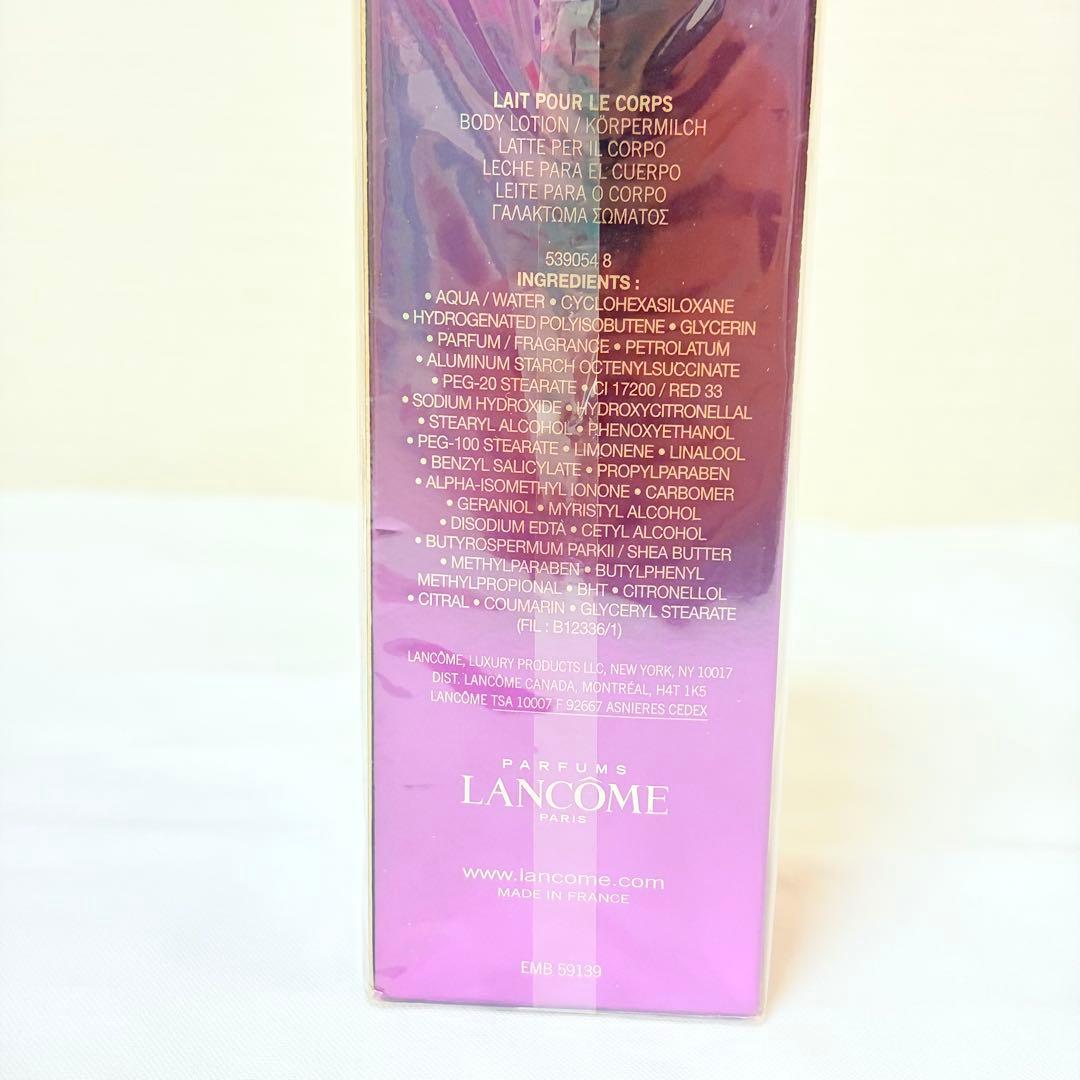 LAIT POUR LE CORPS
BODY LOTION / KÖRPERMILCH
LATTE PER IL CORPO
LECHE PARA EL CUERPO
LEITE PARA O CORPO
ΓΑΛΑΚΤΩΜΑ ΣΩΜΑΤΟΣ
539054 8
INGREDIENTS :
• AQUA / WATER • CYCLOHEXASILOXANE
• HYDROGENATED POLYISOBUTENE • GLYCERIN
• PARFUM / FRAGRANCE • PETROLATUM
• ALUMINUM STARCH OCTENYLSUCCINATE
• PEG-20 STEARATE • CI 17200 / RED 33
• SODIUM HYDROXIDE • HYDROXYCITRONELLAL
• STEARYL ALCOHOL • PHENOXYETHANOL
• PEG-100 STEARATE • LIMONENE • LINALOOL
• BENZYL SALICYLATE • PROPYLPARABEN
• ALPHA-ISOMETHYL IONONE • CARBOMER
• GERANIOL • MYRISTYL ALCOHOL
• DISODIUM EDTA • CETYL ALCOHOL
• BUTYROSPERMUM PARKII / SHEA BUTTER
• METHYLPARABEN • BUTYLPHENYL
METHYLPROPIONAL • BHT • CITRONELLOL
• CITRAL • COUMARIN • GLYCERYL STEARATE
(FIL : B12336/1)
LANCÔME, LUXURY PRODUCTS LLC, NEW YORK, NY 10017
DIST. LANCÔME CANADA, MONTRÉAL, H4T 1K5
LANCÔME TSA 10007 F 92667 ASNIERES CEDEX
PARFUMS
LANCÔME
PARIS
www.lancome.com
MADE IN FRANCE
EMB 59139